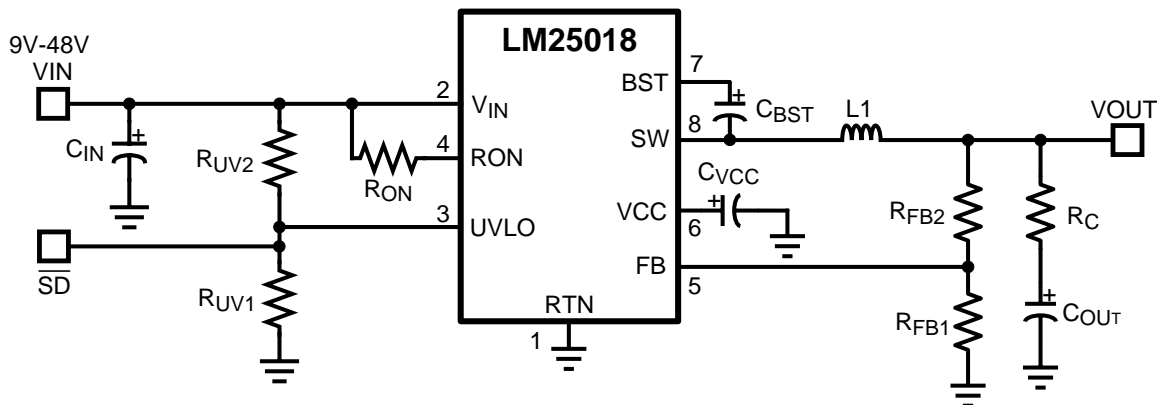 LM25018
9V-48V
VIN
7
BST
CBST
L1
VOUT
2
VIN
8
SW
CIN
RUV2
4
RON
RON
CVCC
3
UVLO
VCC
6
RFB2
RC
SD
FB
5
RUV1
RTN
1
RFB1
COUT